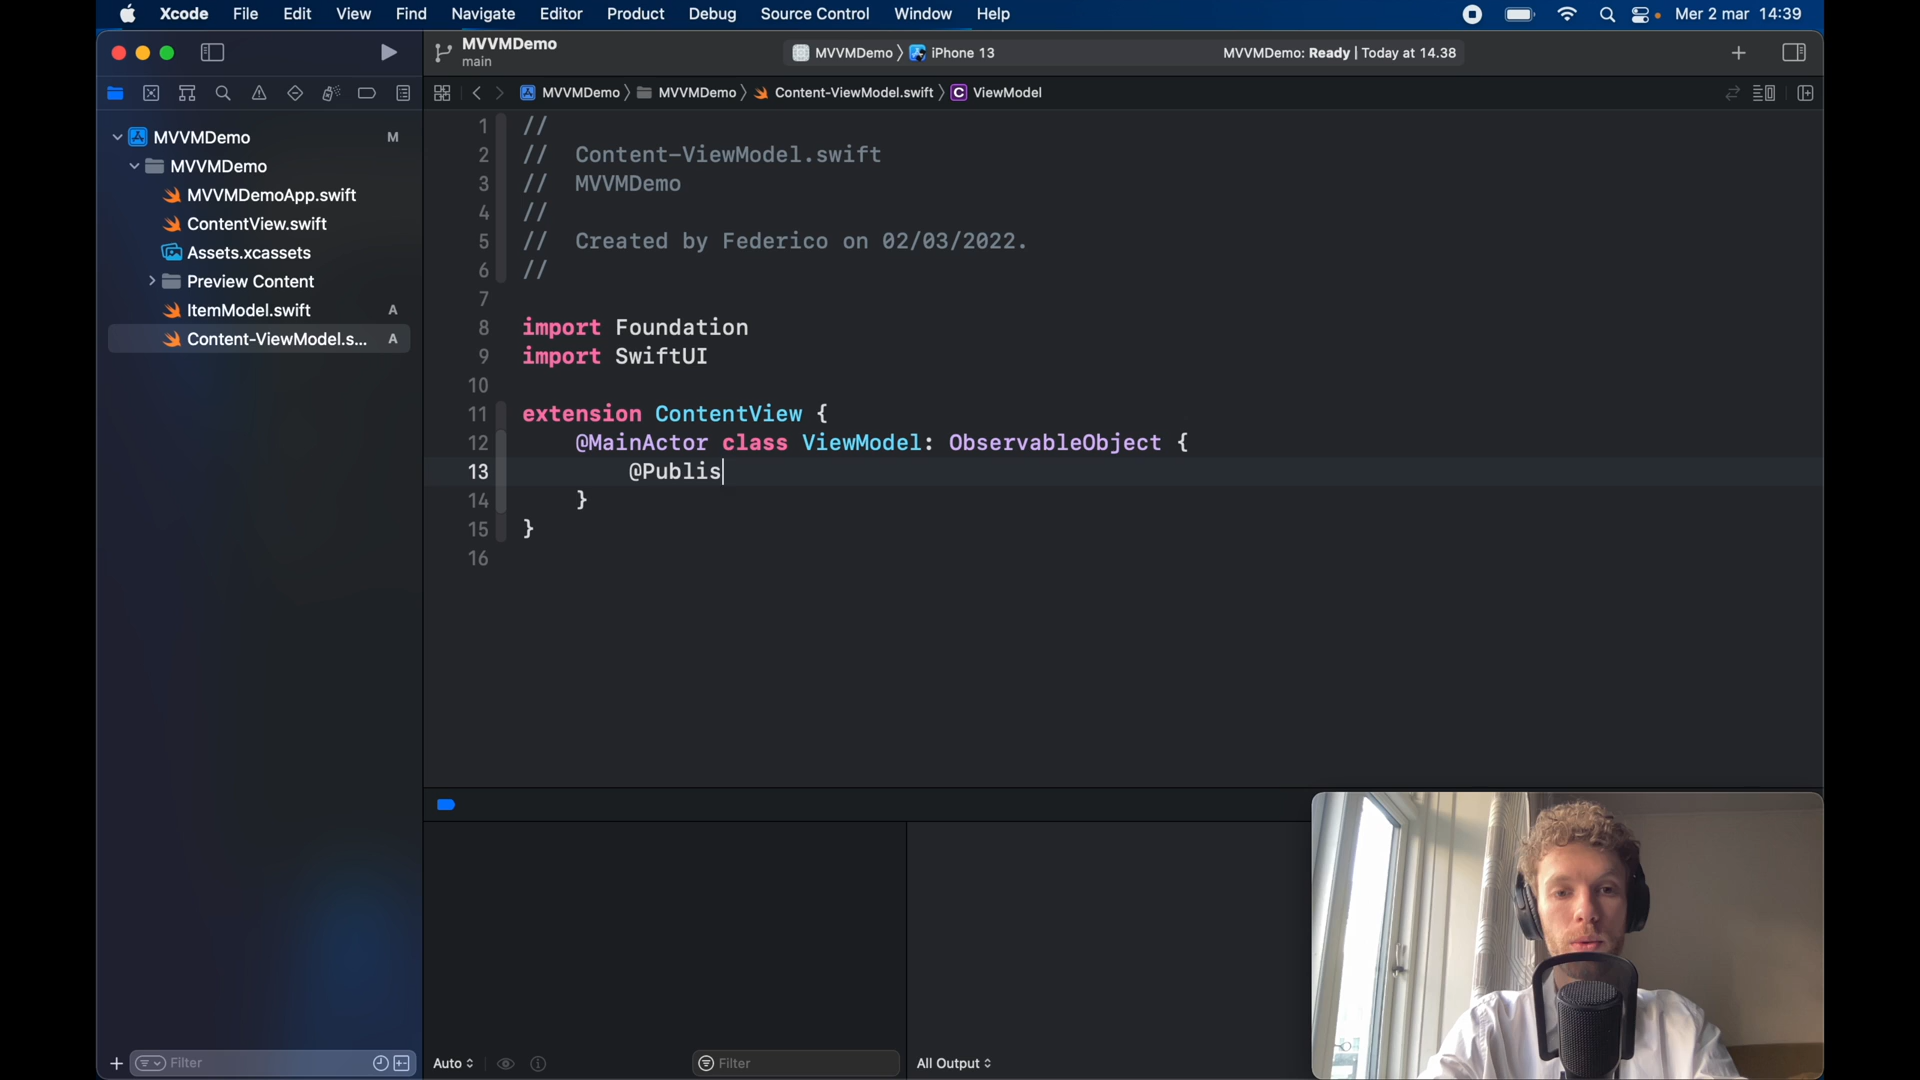 Xcode File Edit View Find Navigate Editor Product Debug Source Control Window Help Mer 2 mar 14:39
MVVMDemo
main
MVVMDemo iPhone 13
MVVMDemo: Ready | Today at 14.38
MVVMDemo MVVMDemo Content-ViewModel.swift C ViewModel
MVVMDemo M
MVVMDemo
MVVMDemoApp.swift
ContentView.swift
Assets.xcassets
Preview Content
ItemModel.swift A
Content-ViewModel.s... A
1 //
2 // Content-ViewModel.swift
3 // MVVMDemo
4 //
5 // Created by Federico on 02/03/2022.
6 //
7
8 import Foundation
9 import SwiftUI
10
11 extension ContentView {
12 @MainActor class ViewModel: ObservableObject {
13 @Publis
14 }
15 }
16
Filter
Auto
Filter
All Output